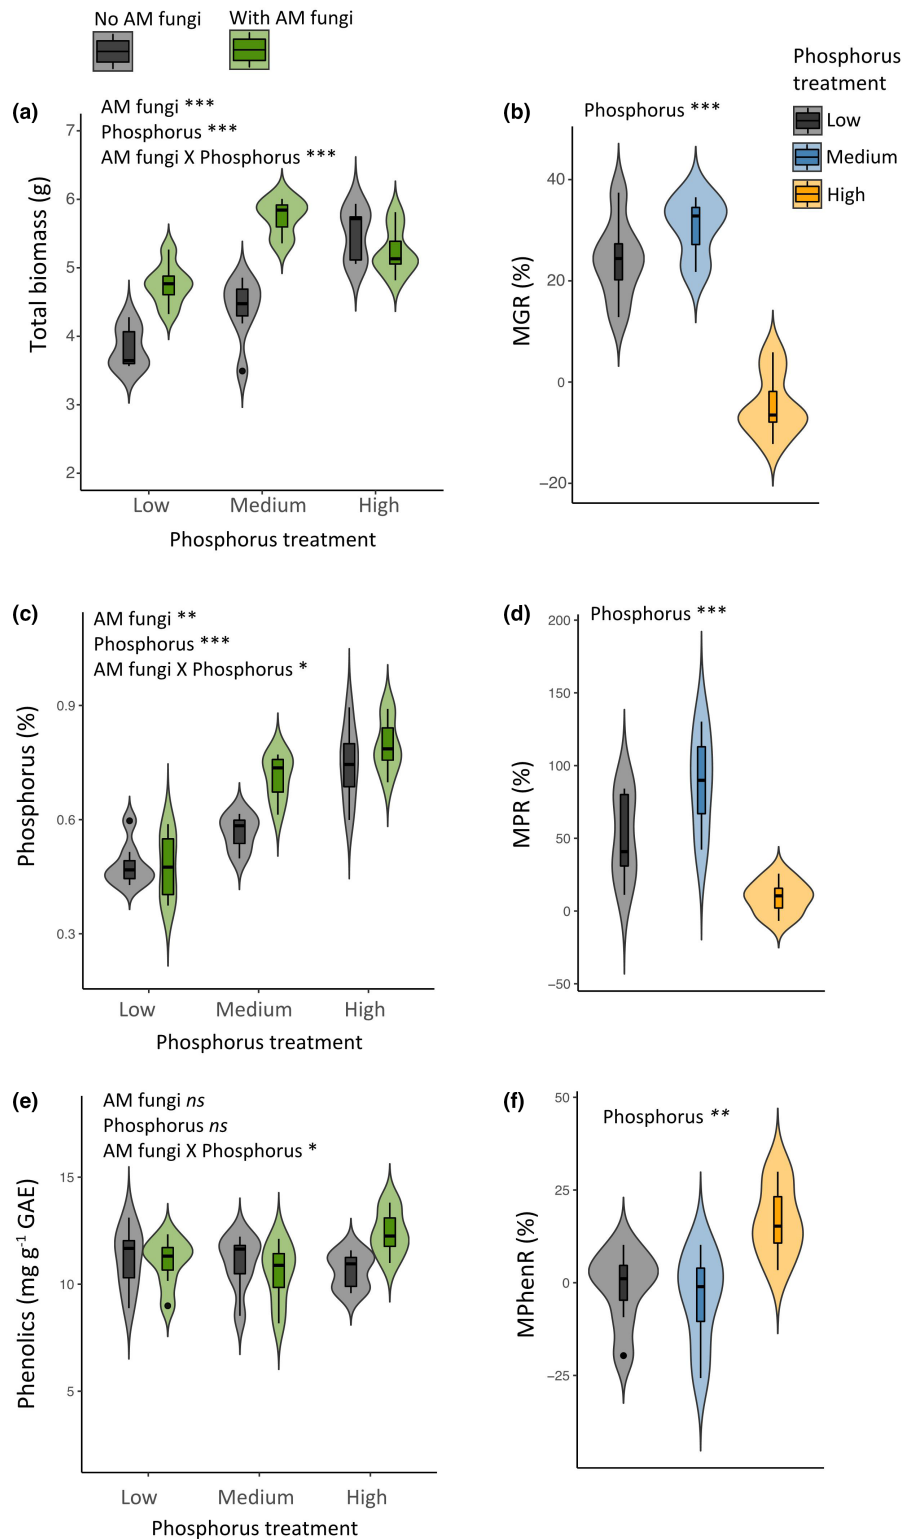 No AM fungi
With AM fungi
Phosphorus
treatment
Low
Medium
High
(a)
AM fungi ***
Phosphorus ***
AM fungi X Phosphorus ***
Total biomass (g)
7
6
5
4
3
2
Low Medium High
Phosphorus treatment
(b)
Phosphorus ***
MGR (%)
40
20
0
−20
(c)
AM fungi **
Phosphorus ***
AM fungi X Phosphorus *
Phosphorus (%)
0.9
0.6
0.3
Low Medium High
Phosphorus treatment
(d)
Phosphorus ***
MPR (%)
200
150
100
50
0
−50
(e)
AM fungi ns
Phosphorus ns
AM fungi X Phosphorus *
Phenolics (mg g⁻¹ GAE)
15
10
5
Low Medium High
Phosphorus treatment
(f)
Phosphorus **
MPhenR (%)
50
25
0
−25